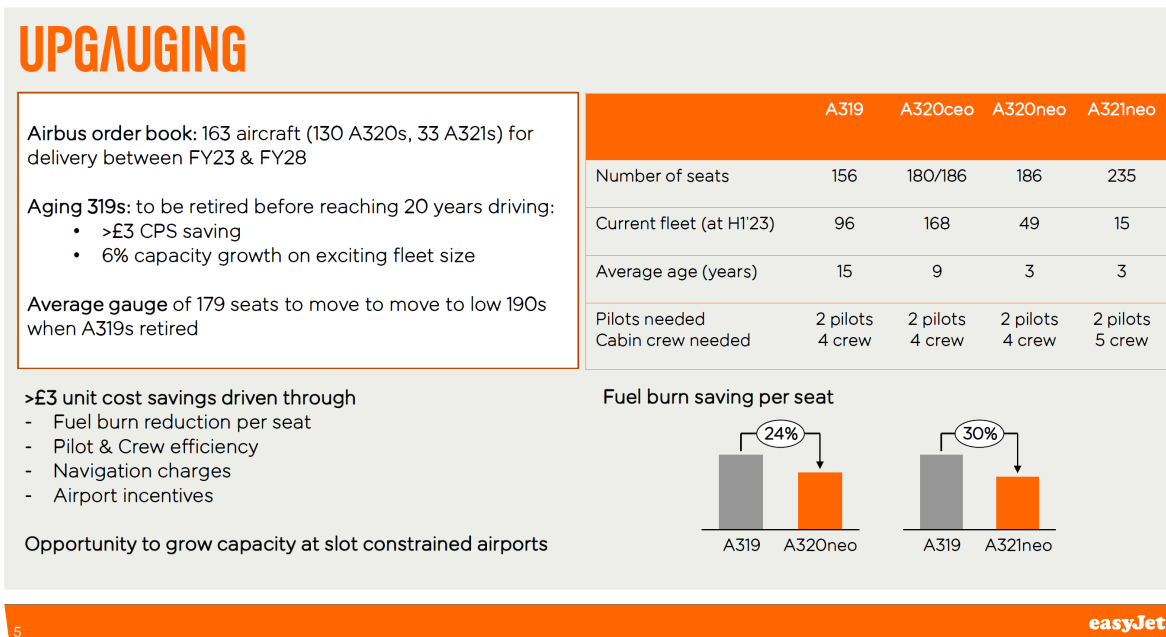 UPGAUGING
Airbus order book: 163 aircraft (130 A320s, 33 A321s) for
delivery between FY23 & FY28
Aging 319s: to be retired before reaching 20 years driving:
• >£3 CPS saving
• 6% capacity growth on exciting fleet size
Average gauge of 179 seats to move to move to low 190s
when A319s retired
A319 A320ceo A320neo A321neo
Number of seats 156 180/186 186 235
Current fleet (at H1'23) 96 168 49 15
Average age (years) 15 9 3 3
Pilots needed 2 pilots 2 pilots 2 pilots 2 pilots
Cabin crew needed 4 crew 4 crew 4 crew 5 crew
>£3 unit cost savings driven through
- Fuel burn reduction per seat
- Pilot & Crew efficiency
- Navigation charges
- Airport incentives
Opportunity to grow capacity at slot constrained airports
Fuel burn saving per seat
24% 30%
A319 A320neo A319 A321neo
5
easyJet